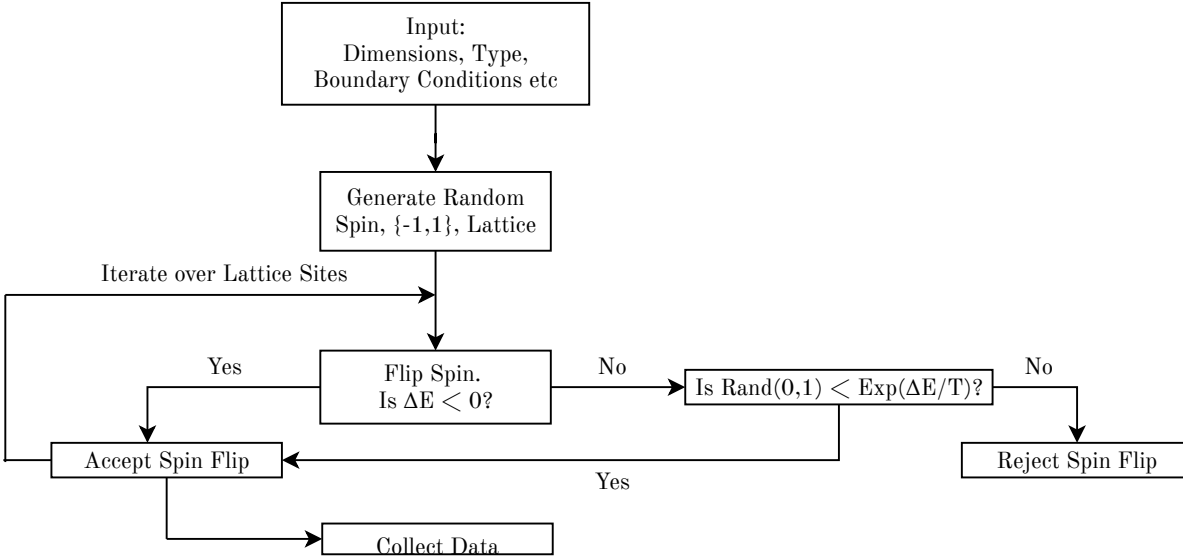 Input:
Dimensions, Type,
Boundary Conditions etc
Generate Random
Spin, {-1,1}, Lattice
Iterate over Lattice Sites
Yes
Flip Spin.
Is ΔE < 0?
No
Is Rand(0,1) < Exp(ΔE/T)?
No
Accept Spin Flip
Yes
Reject Spin Flip
Collect Data